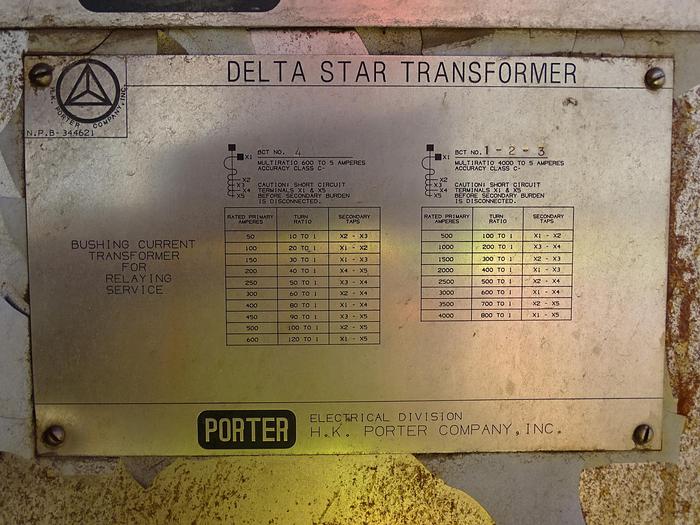 DELTA STAR TRANSFORMER
H.K. PORTER COMPANY, INC.
N.P.B-344621
BCT NO. 4
MULTIRATIO 600 TO 5 AMPERES
ACCURACY CLASS C-
X1
X2
X3
X4
X5
CAUTION: SHORT CIRCUIT
TERMINALS X1 & X5
BEFORE SECONDARY BURDEN
IS DISCONNECTED.
RATED PRIMARY AMPERES TURN RATIO SECONDARY TAPS
50 10 TO 1 X2 - X3
100 20 TO 1 X1 - X2
150 30 TO 1 X1 - X3
200 40 TO 1 X4 - X5
250 50 TO 1 X3 - X4
300 60 TO 1 X2 - X4
400 80 TO 1 X1 - X4
450 90 TO 1 X3 - X5
500 100 TO 1 X2 - X5
600 120 TO 1 X1 - X5
BCT NO. 1 - 2 - 3
MULTIRATIO 4000 TO 5 AMPERES
ACCURACY CLASS C-
X1
X2
X3
X4
X5
CAUTION: SHORT CIRCUIT
TERMINALS X1 & X5
BEFORE SECONDARY BURDEN
IS DISCONNECTED.
RATED PRIMARY AMPERES TURN RATIO SECONDARY TAPS
500 100 TO 1 X1 - X2
1000 200 TO 1 X3 - X4
1500 300 TO 1 X2 - X3
2000 400 TO 1 X1 - X3
2500 500 TO 1 X2 - X4
3000 600 TO 1 X1 - X4
3500 700 TO 1 X2 - X5
4000 800 TO 1 X1 - X5
BUSHING CURRENT
TRANSFORMER
FOR
RELAYING
SERVICE
PORTER
ELECTRICAL DIVISION
H.K. PORTER COMPANY, INC.